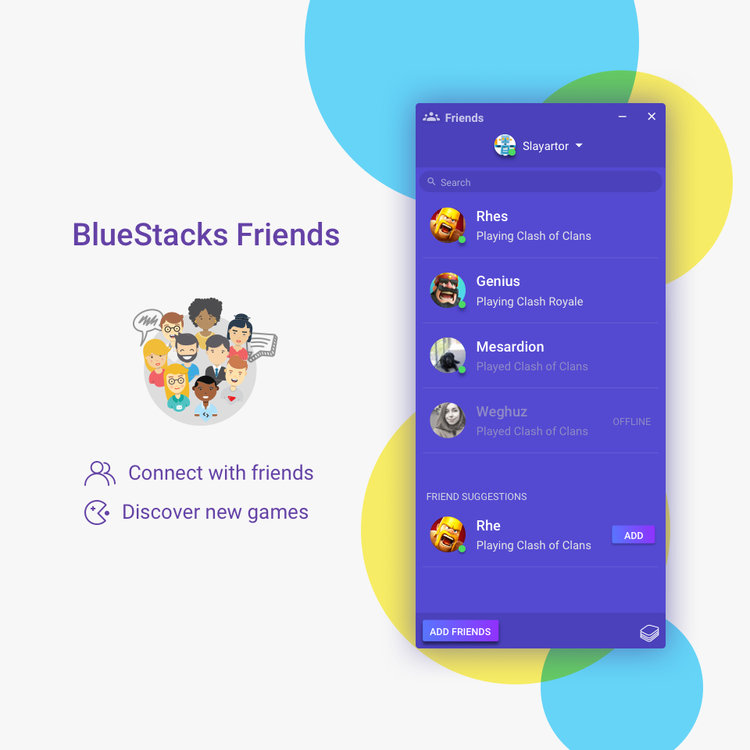 BlueStacks Friends
Connect with friends
Discover new games
Friends
Slayartor
Search
Rhes
Playing Clash of Clans
Genius
Playing Clash Royale
Mesardion
Played Clash of Clans
Weghuz
Played Clash of Clans
OFFLINE
FRIEND SUGGESTIONS
Rhe
Playing Clash of Clans
ADD
ADD FRIENDS